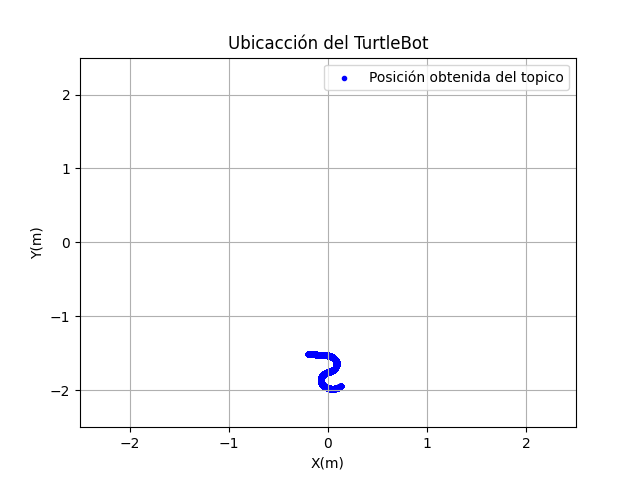 Ubicacción del TurtleBot
Posición obtenida del topico
2
1
0
−1
−2
Y(m)
−2 −1 0 1 2
X(m)